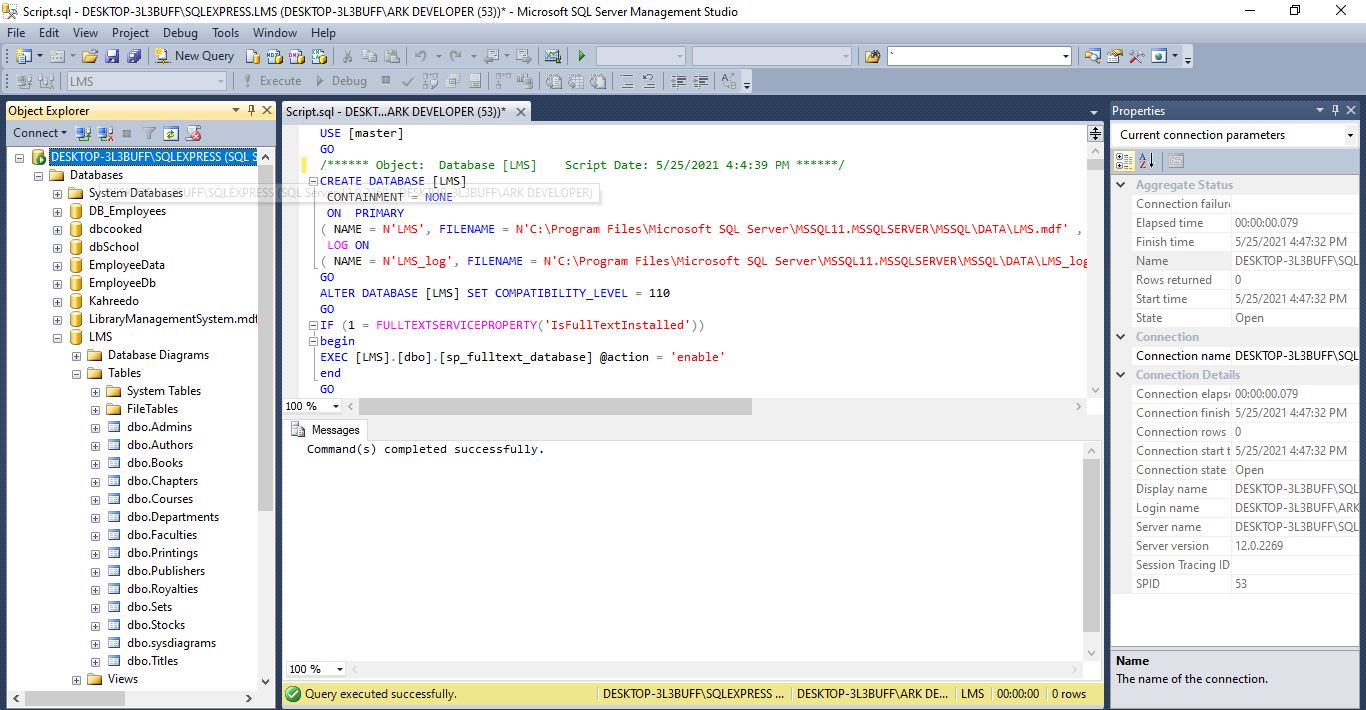 Script.sql - DESKTOP-3L3BUFF\SQLEXPRESS.LMS (DESKTOP-3L3BUFF\ARK DEVELOPER (53))* - Microsoft SQL Server Management Studio
File Edit View Project Debug Tools Window Help
New Query
LMS Execute Debug
Object Explorer
Connect
DESKTOP-3L3BUFF\SQLEXPRESS (SQL S
Databases
System Databases
DB_Employees
dbcooked
dbSchool
EmployeeData
EmployeeDb
Kahreedo
LibraryManagementSystem.mdf
LMS
Database Diagrams
Tables
System Tables
FileTables
dbo.Admins
dbo.Authors
dbo.Books
dbo.Chapters
dbo.Courses
dbo.Departments
dbo.Faculties
dbo.Printings
dbo.Publishers
dbo.Royalties
dbo.Sets
dbo.Stocks
dbo.sysdiagrams
dbo.Titles
Views
Script.sql - DESKT...ARK DEVELOPER (53))*
USE [master]
GO
/****** Object:  Database [LMS]    Script Date: 5/25/2021 4:4:39 PM ******/
CREATE DATABASE [LMS]
CONTAINMENT = NONE
ON  PRIMARY
( NAME = N'LMS', FILENAME = N'C:\Program Files\Microsoft SQL Server\MSSQL11.MSSQLSERVER\MSSQL\DATA\LMS.mdf' ,
LOG ON
( NAME = N'LMS_log', FILENAME = N'C:\Program Files\Microsoft SQL Server\MSSQL11.MSSQLSERVER\MSSQL\DATA\LMS_log
GO
ALTER DATABASE [LMS] SET COMPATIBILITY_LEVEL = 110
GO
IF (1 = FULLTEXTSERVICEPROPERTY('IsFullTextInstalled'))
begin
EXEC [LMS].[dbo].[sp_fulltext_database] @action = 'enable'
end
GO
100 %
Messages
Command(s) completed successfully.
100 %
Query executed successfully. DESKTOP-3L3BUFF\SQLEXPRESS ... DESKTOP-3L3BUFF\ARK DE... LMS 00:00:00 0 rows
Properties
Current connection parameters
Aggregate Status
Connection failure
Elapsed time 00:00:00.079
Finish time 5/25/2021 4:47:32 PM
Name DESKTOP-3L3BUFF\SQL
Rows returned 0
Start time 5/25/2021 4:47:32 PM
State Open
Connection
Connection name DESKTOP-3L3BUFF\SQL
Connection Details
Connection elaps 00:00:00.079
Connection finish 5/25/2021 4:47:32 PM
Connection rows 0
Connection start t 5/25/2021 4:47:32 PM
Connection state Open
Display name DESKTOP-3L3BUFF\SQL
Login name DESKTOP-3L3BUFF\ARK
Server name DESKTOP-3L3BUFF\SQL
Server version 12.0.2269
Session Tracing ID
SPID 53
Name
The name of the connection.